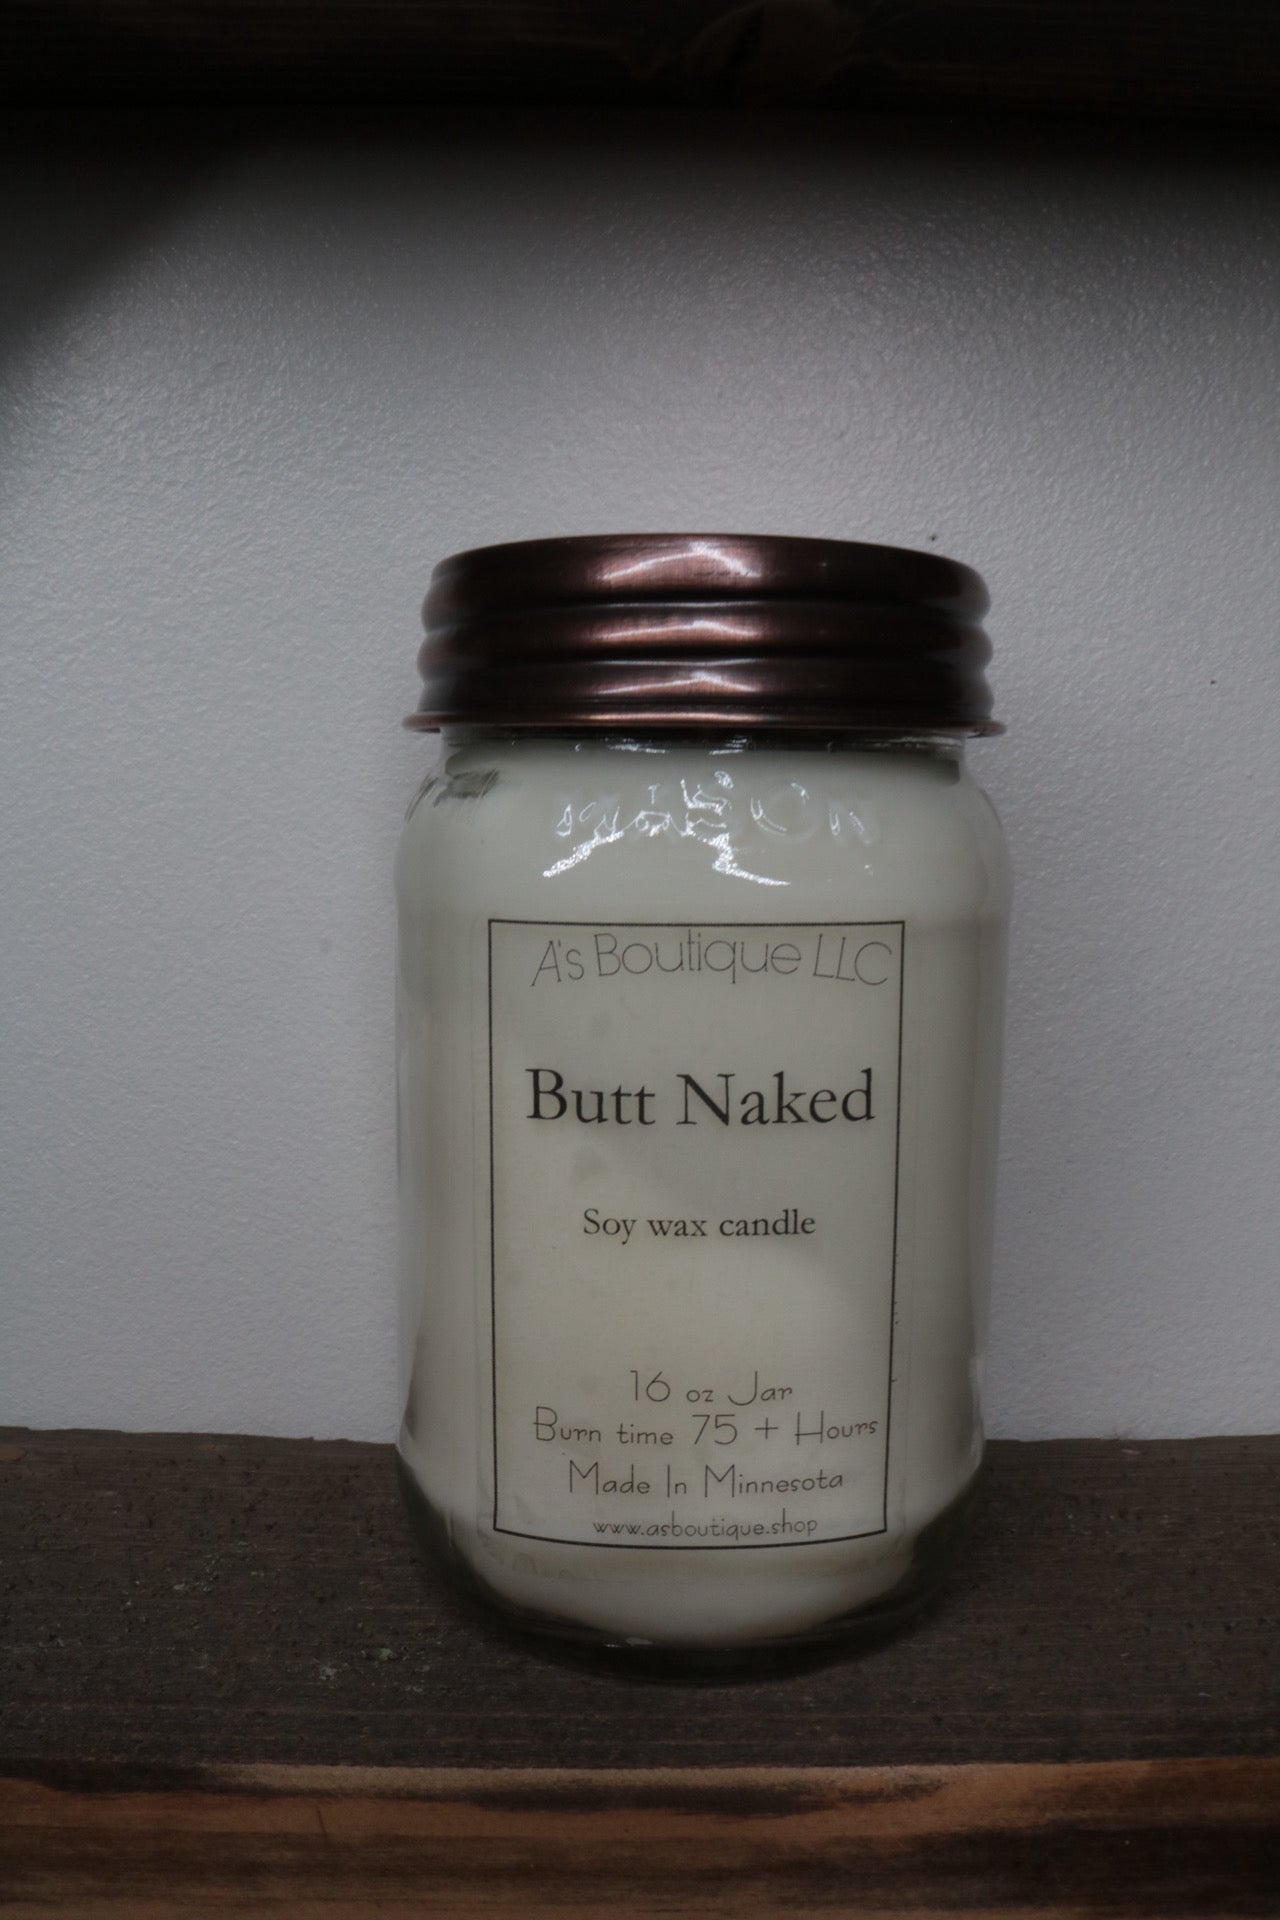 MASON
A's Boutique LLC
Butt Naked
Soy wax candle
16 oz Jar
Burn time 75 + Hours
Made In Minnesota
www.asboutique.shop